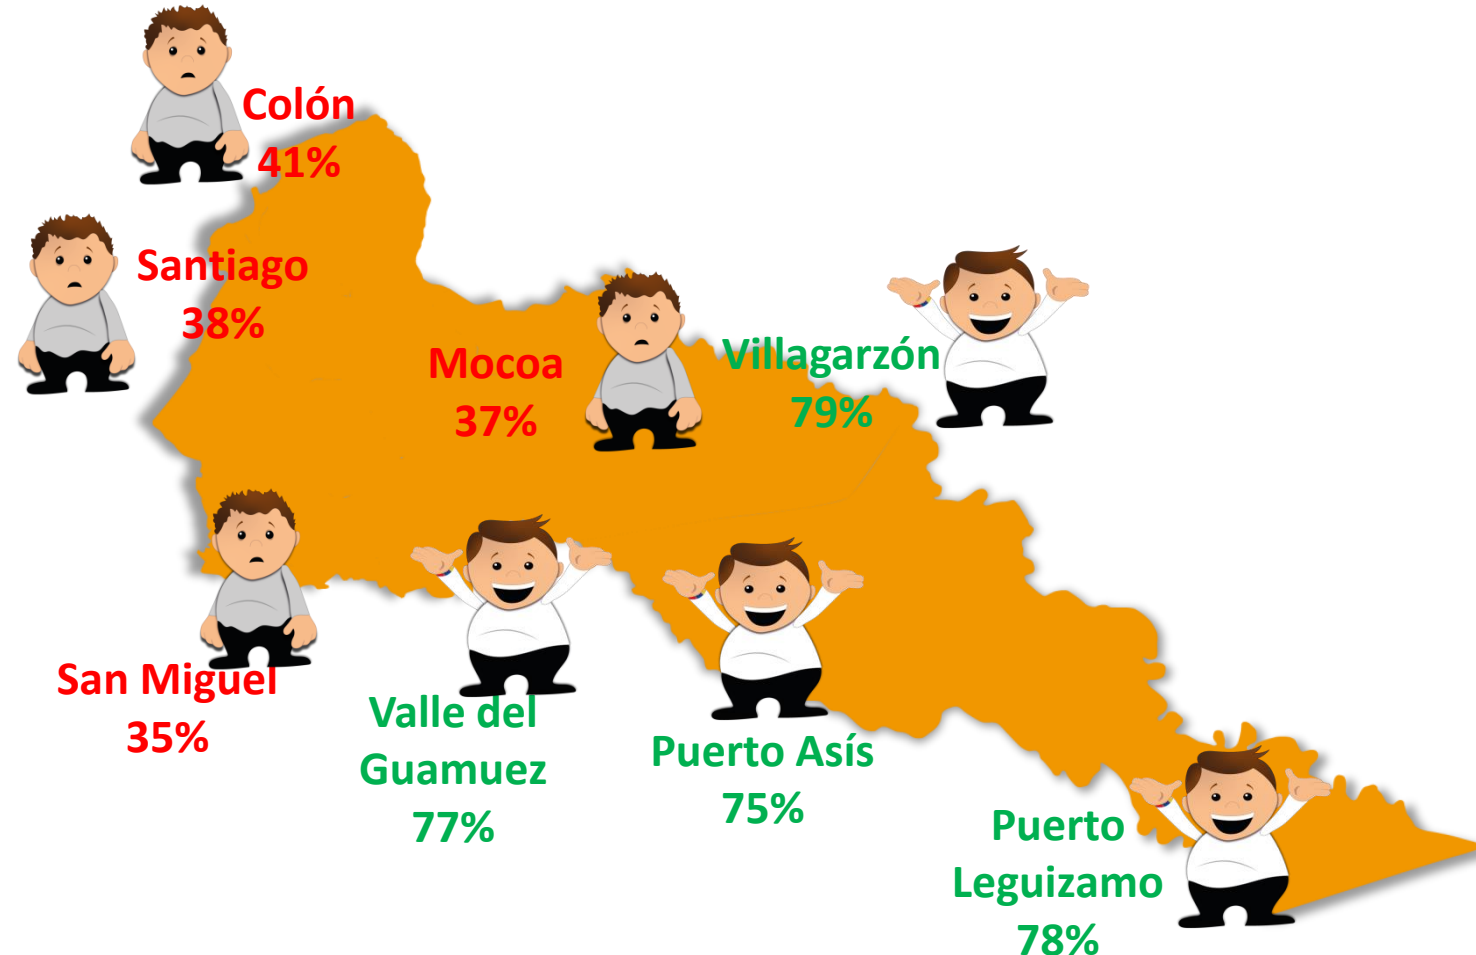 Colón
41%
Santiago
38%
Mocoa
37%
Villagarzón
79%
San Miguel
35%
Valle del
Guamuez
77%
Puerto Asís
75%
Puerto
Leguizamo
78%